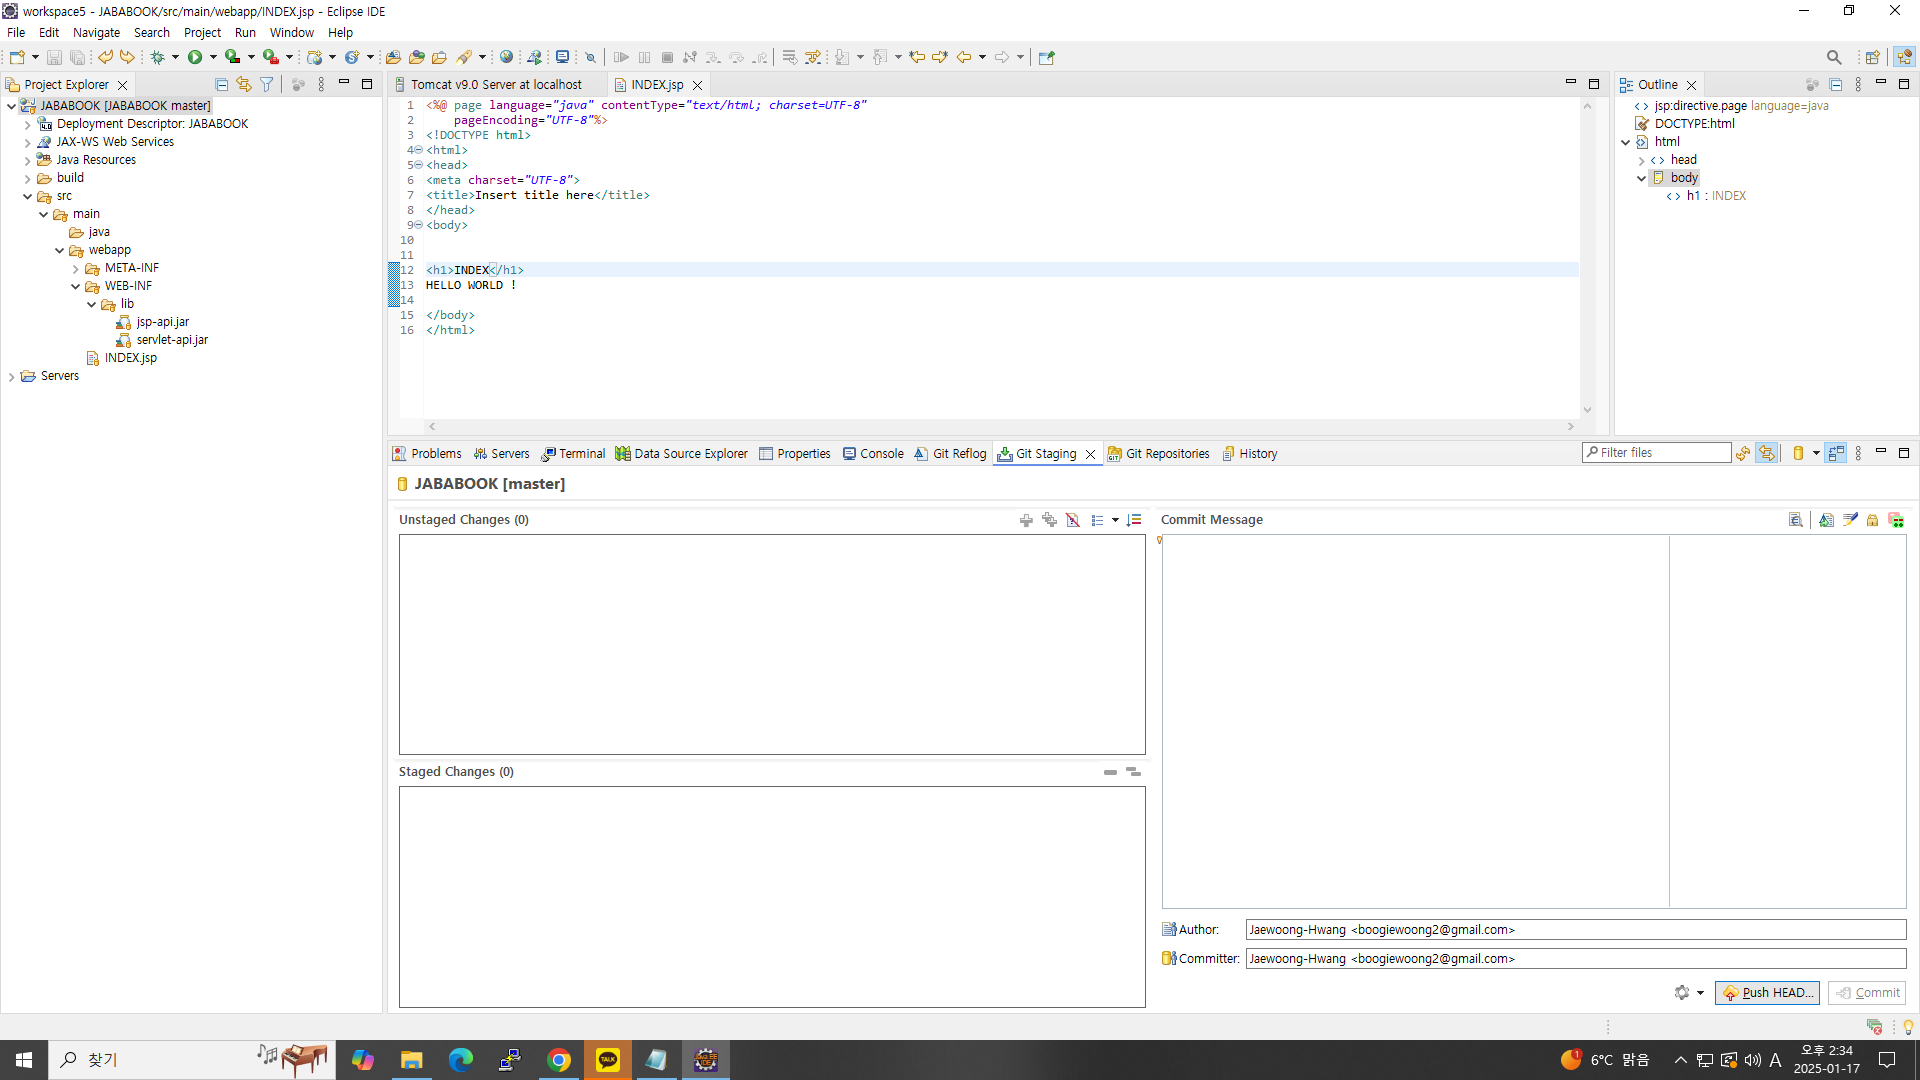 workspace5 - JABABOOK/src/main/webapp/INDEX.jsp - Eclipse IDE
File Edit Navigate Search Project Run Window Help
Project Explorer
JABABOOK [JABABOOK master]
Deployment Descriptor: JABABOOK
JAX-WS Web Services
Java Resources
build
src
main
java
webapp
META-INF
WEB-INF
lib
jsp-api.jar
servlet-api.jar
INDEX.jsp
Servers
Tomcat v9.0 Server at localhost INDEX.jsp
1 <%@ page language="java" contentType="text/html; charset=UTF-8"
2 pageEncoding="UTF-8"%>
3 <!DOCTYPE html>
4 <html>
5 <head>
6 <meta charset="UTF-8">
7 <title>Insert title here</title>
8 </head>
9 <body>
10
11
12 <h1>INDEX</h1>
13 HELLO WORLD !
14
15 </body>
16 </html>
Outline
jsp:directive.page language=java
DOCTYPE:html
html
head
body
h1 : INDEX
Problems Servers Terminal Data Source Explorer Properties Console Git Reflog Git Staging Git Repositories History Filter files
JABABOOK [master]
Unstaged Changes (0)
Staged Changes (0)
Commit Message
Author: Jaewoong-Hwang <boogiewoong2@gmail.com>
Committer: Jaewoong-Hwang <boogiewoong2@gmail.com>
Push HEAD... Commit
찾기 TALK 1 6°C 맑음 A 오후 2:34
2025-01-17